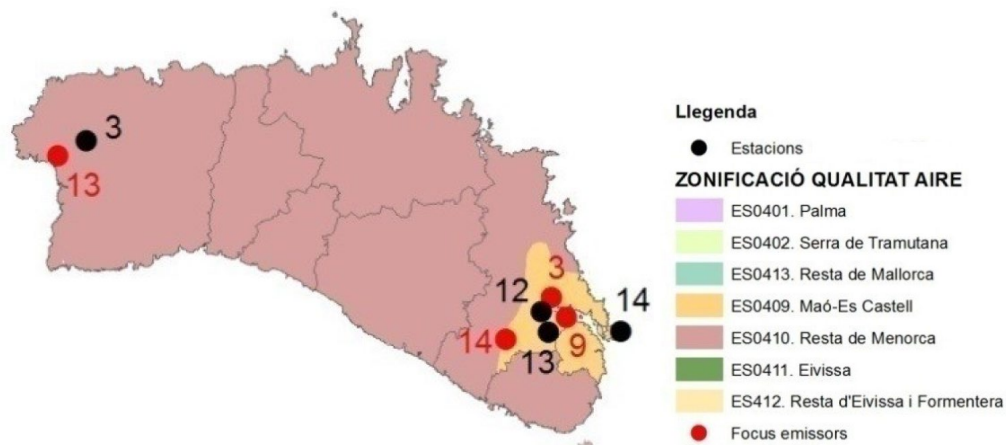 3
13
3
12
14
14
13
9
Llegenda
Estacions
ZONIFICACIÓ QUALITAT AIRE
ES0401. Palma
ES0402. Serra de Tramutana
ES0413. Resta de Mallorca
ES0409. Maó-Es Castell
ES0410. Resta de Menorca
ES0411. Eivissa
ES412. Resta d'Eivissa i Formentera
Focus emissors